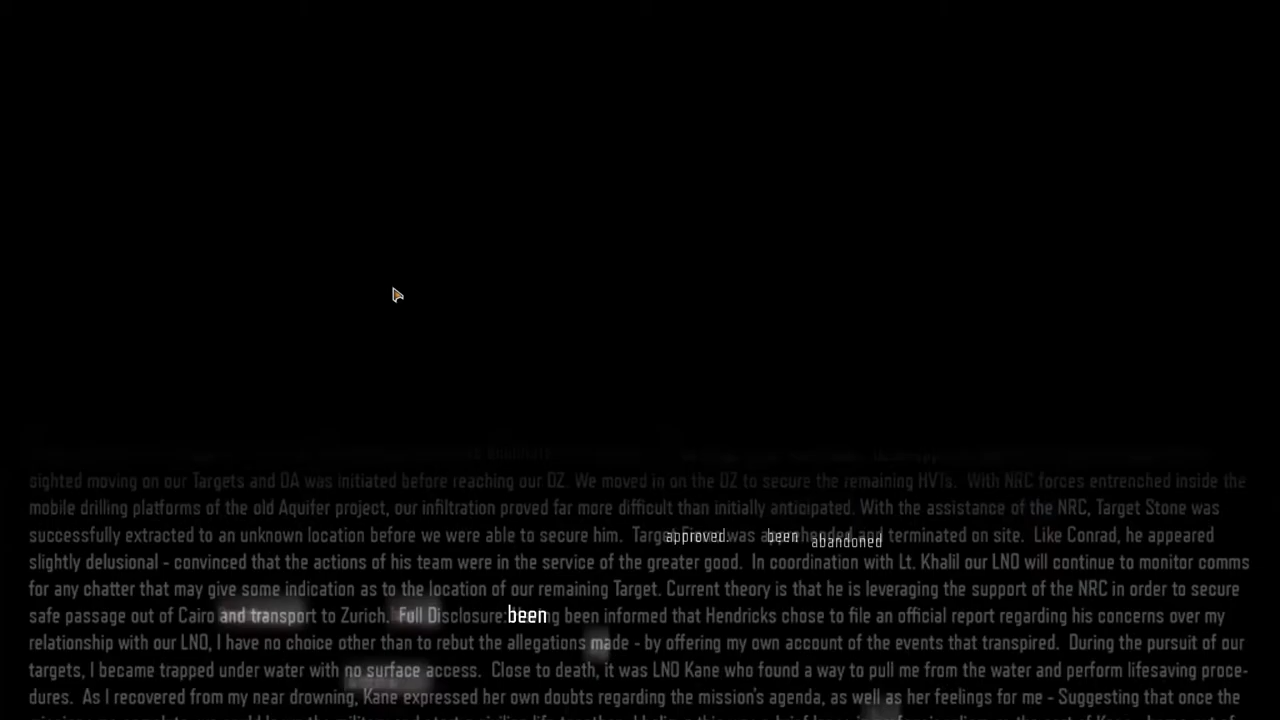 to animate
sighted moving on our Targets and DA was initiated before reaching our DZ. We moved in on the DZ to secure the remaining HVTs. With NRC forces entrenched inside the
mobile drilling platforms of the old Aquifer project, our infiltration proved far more difficult than initially anticipated. With the assistance of the NRC, Target Stone was
successfully extracted to an unknown location before we were able to secure him. Target was terminated on site. Like Conrad, he appeared
approved. been abandoned
slightly delusional - convinced that the actions of his team were in the service of the greater good. In coordination with Lt. Khalil our LNO will continue to monitor comms
for any chatter that may give some indication as to the location of our remaining Target. Current theory is that he is leveraging the support of the NRC in order to secure
safe passage out of Cairo and transport to Zurich. Full Disclosure: been been informed that Hendricks chose to file an official report regarding his concerns over my
relationship with our LNO, I have no choice other than to rebut the allegations made - by offering my own account of the events that transpired. During the pursuit of our
targets, I became trapped under water with no surface access. Close to death, it was LNO Kane who found a way to pull me from the water and perform lifesaving proce-
dures. As I recovered from my near drowning, Kane expressed her own doubts regarding the mission's agenda, as well as her feelings for me - Suggesting that once the